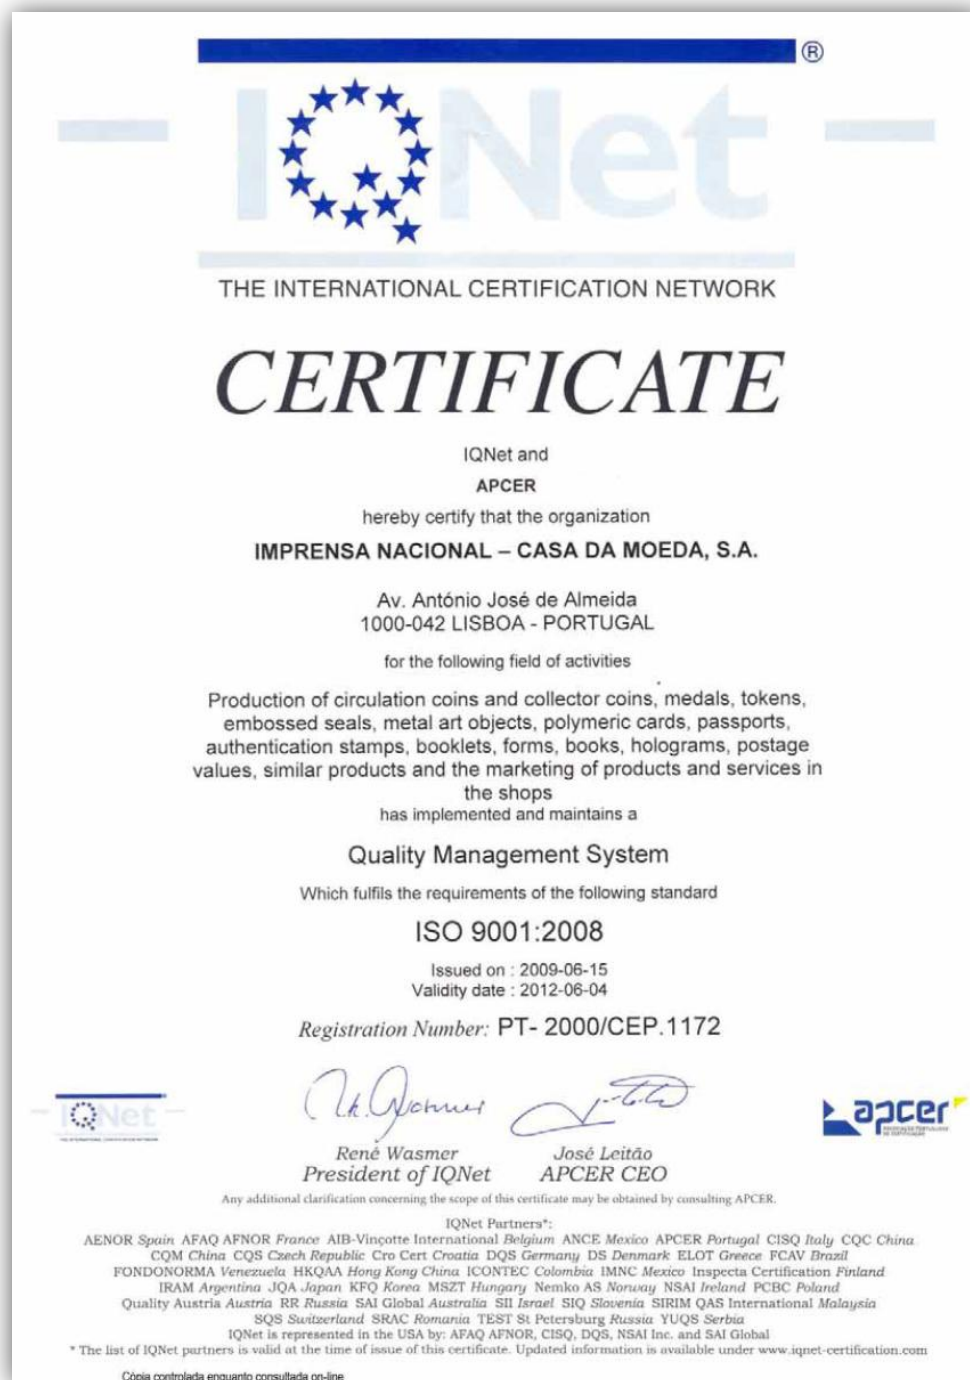 IQNet®
THE INTERNATIONAL CERTIFICATION NETWORK
CERTIFICATE
IQNet and
APCER
hereby certify that the organization
IMPRENSA NACIONAL – CASA DA MOEDA, S.A.
Av. António José de Almeida
1000-042 LISBOA - PORTUGAL
for the following field of activities
Production of circulation coins and collector coins, medals, tokens,
embossed seals, metal art objects, polymeric cards, passports,
authentication stamps, booklets, forms, books, holograms, postage
values, similar products and the marketing of products and services in
the shops
has implemented and maintains a
Quality Management System
Which fulfils the requirements of the following standard
ISO 9001:2008
Issued on : 2009-06-15
Validity date : 2012-06-04
Registration Number: PT- 2000/CEP.1172
IQNet
THE INTERNATIONAL CERTIFICATION NETWORK
apcer
René Wasmer José Leitão
President of IQNet APCER CEO
Any additional clarification concerning the scope of this certificate may be obtained by consulting APCER.
IQNet Partners*:
AENOR Spain AFAQ AFNOR France AIB-Vinçotte International Belgium ANCE Mexico APCER Portugal CISQ Italy CQC China
CQM China CQS Czech Republic Cro Cert Croatia DQS Germany DS Denmark ELOT Greece FCAV Brazil
FONDONORMA Venezuela HKQAA Hong Kong China ICONTEC Colombia IMNC Mexico Inspecta Certification Finland
IRAM Argentina JQA Japan KFQ Korea MSZT Hungary Nemko AS Norway NSAI Ireland PCBC Poland
Quality Austria Austria RR Russia SAI Global Australia SII Israel SIQ Slovenia SIRIM QAS International Malaysia
SQS Switzerland SRAC Romania TEST St Petersburg Russia YUQS Serbia
IQNet is represented in the USA by: AFAQ AFNOR, CISQ, DQS, NSAI Inc. and SAI Global
* The list of IQNet partners is valid at the time of issue of this certificate. Updated information is available under www.iqnet-certification.com
Cópia controlada enquanto consultada on-line